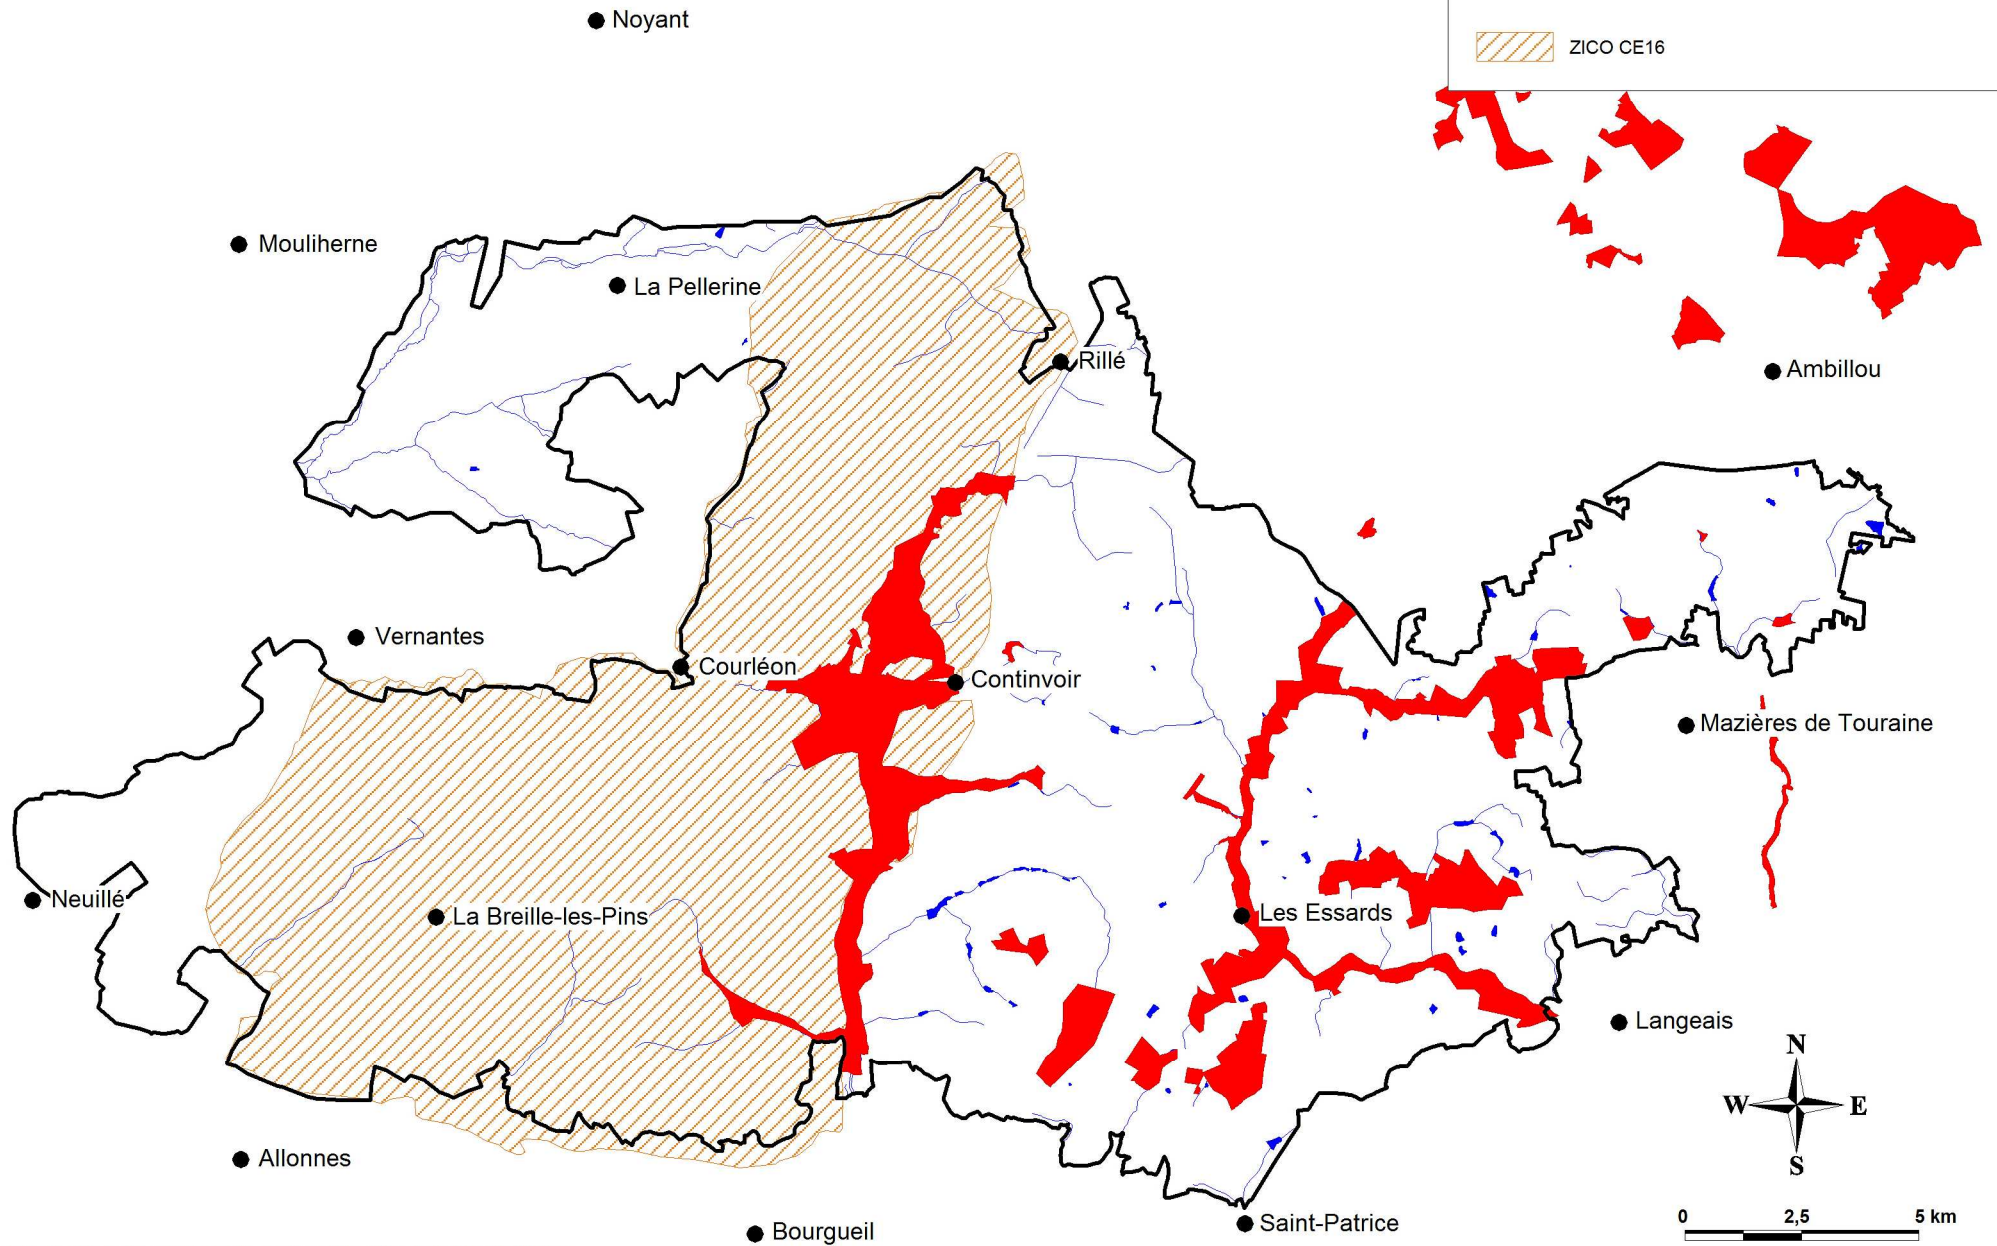 Noyant
ZICO CE16
Mouliherne
La Pellerine
Rillé
Ambillou
Vernantes
Courléon
Continvoir
Mazières de Touraine
Neuillé
La Breille-les-Pins
Les Essards
Langeais
N
W E
S
Allonnes
Bourgueil
Saint-Patrice
0 2,5 5 km